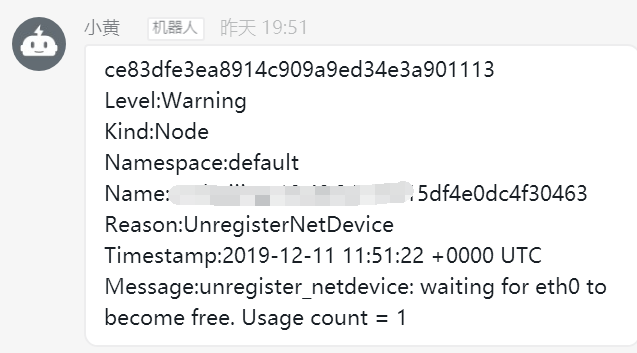 小黄 机器人 昨天 19:51
ce83dfe3ea8914c909a9ed34e3a901113
Level:Warning
Kind:Node
Namespace:default
Name: 15df4e0dc4f30463
Reason:UnregisterNetDevice
Timestamp:2019-12-11 11:51:22 +0000 UTC
Message:unregister_netdevice: waiting for eth0 to
become free. Usage count = 1